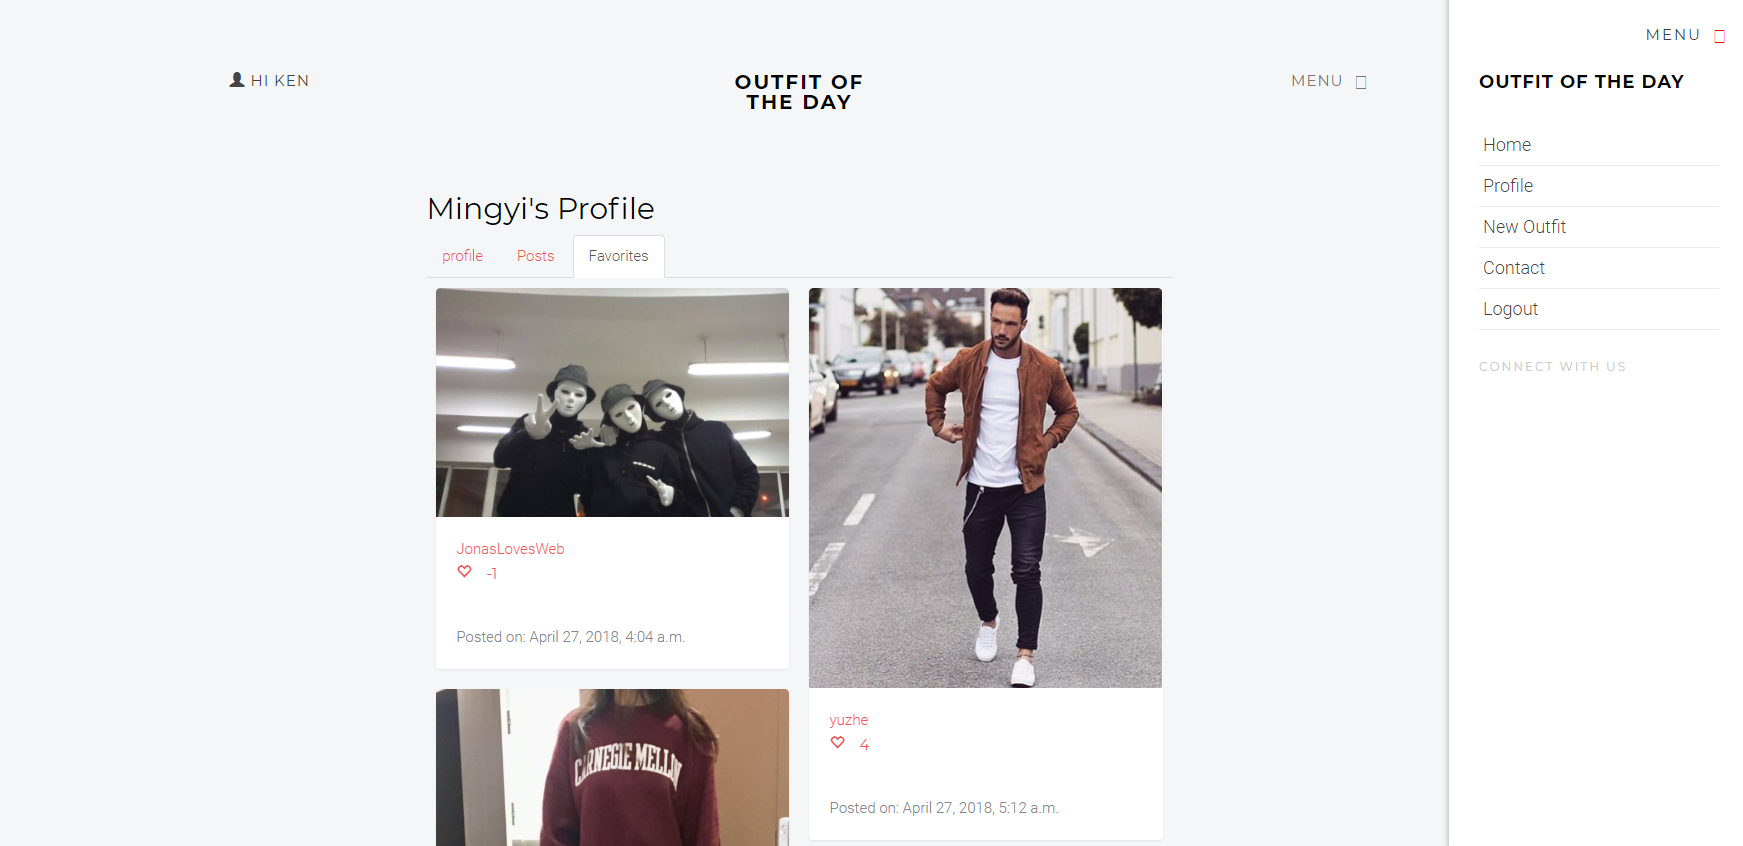 HI KEN
OUTFIT OF
THE DAY
MENU
Mingyi's Profile
profile
Posts
Favorites
JonasLovesWeb
-1
Posted on: April 27, 2018, 4:04 a.m.
CARNEGIE MELLON
yuzhe
4
Posted on: April 27, 2018, 5:12 a.m.
MENU
OUTFIT OF THE DAY
Home
Profile
New Outfit
Contact
Logout
CONNECT WITH US